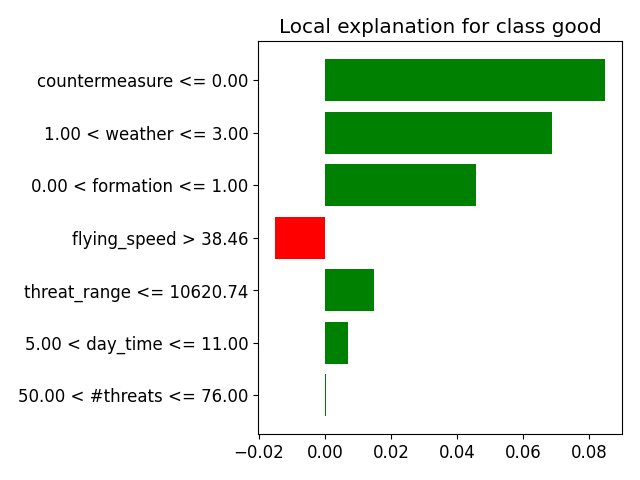 Local explanation for class good
countermeasure <= 0.00
1.00 < weather <= 3.00
0.00 < formation <= 1.00
flying_speed > 38.46
threat_range <= 10620.74
5.00 < day_time <= 11.00
50.00 < #threats <= 76.00
−0.02 0.00 0.02 0.04 0.06 0.08